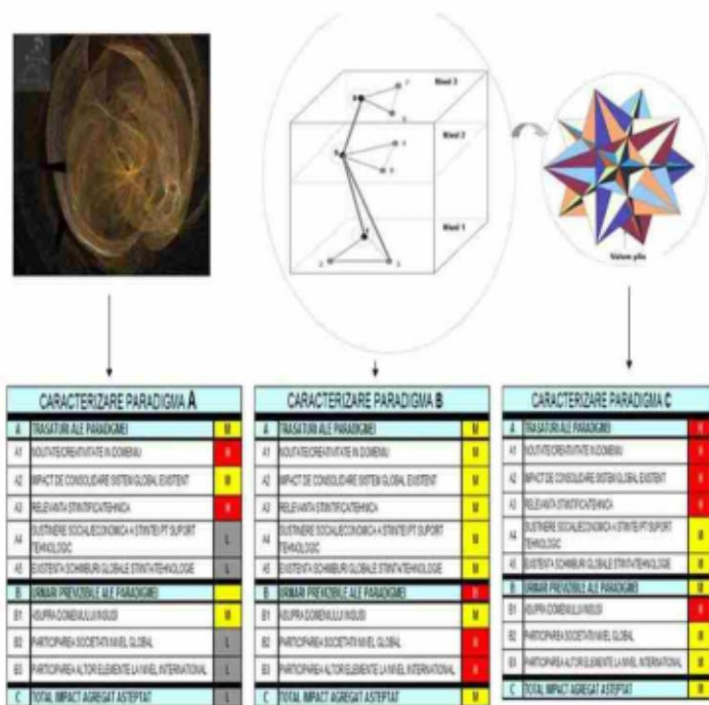 Nivel 3
Nivel 2
Nivel 1
2
Volum plin
CARACTERIZARE PARADIGMA A
A TRASATURI ALE PARADIGMEI M
A1 NOUTATE/CREATIVITATE IN DOMENIU H
A2 IMPACT DE CONSOLIDARE SISTEM GLOBAL EXISTENT M
A3 RELEVANTA STIINTIFICA/TEHNICA H
A4 SUSTINERE SOCIAL/ECONOMICA A STIINTEI PT SUPORT
TEHNOLOGIC L
A5 EXISTENTA SCHIMBURI GLOBALE STIINTA/TEHNOLOGIE L
B URMARI PREVIZIBILE ALE PARADIGMEI
B1 ASUPRA DOMENIULUI INSUSI M
B2 PARTICIPAREA SOCIETATII NIVEL GLOBAL L
B3 PARTICIPAREA ALTOR ELEMENTE LA NIVEL INTERNATIONAL L
C TOTAL IMPACT AGREGAT ASTEPTAT L
CARACTERIZARE PARADIGMA B
A TRASATURI ALE PARADIGMEI M
A1 NOUTATE/CREATIVITATE IN DOMENIU M
A2 IMPACT DE CONSOLIDARE SISTEM GLOBAL EXISTENT M
A3 RELEVANTA STIINTIFICA/TEHNICA M
A4 SUSTINERE SOCIAL/ECONOMICA A STIINTEI PT SUPORT
TEHNOLOGIC M
A5 EXISTENTA SCHIMBURI GLOBALE STIINTA/TEHNOLOGIE M
B URMARI PREVIZIBILE ALE PARADIGMEI H
B1 ASUPRA DOMENIULUI INSUSI M
B2 PARTICIPAREA SOCIETATII NIVEL GLOBAL H
B3 PARTICIPAREA ALTOR ELEMENTE LA NIVEL INTERNATIONAL H
C TOTAL IMPACT AGREGAT ASTEPTAT M
CARACTERIZARE PARADIGMA C
A TRASATURI ALE PARADIGMEI H
A1 NOUTATE/CREATIVITATE IN DOMENIU H
A2 IMPACT DE CONSOLIDARE SISTEM GLOBAL EXISTENT H
A3 RELEVANTA STIINTIFICA/TEHNICA H
A4 SUSTINERE SOCIAL/ECONOMICA A STIINTEI PT SUPORT
TEHNOLOGIC M
A5 EXISTENTA SCHIMBURI GLOBALE STIINTA/TEHNOLOGIE M
B URMARI PREVIZIBILE ALE PARADIGMEI M
B1 ASUPRA DOMENIULUI INSUSI H
B2 PARTICIPAREA SOCIETATII NIVEL GLOBAL M
B3 PARTICIPAREA ALTOR ELEMENTE LA NIVEL INTERNATIONAL M
C TOTAL IMPACT AGREGAT ASTEPTAT M